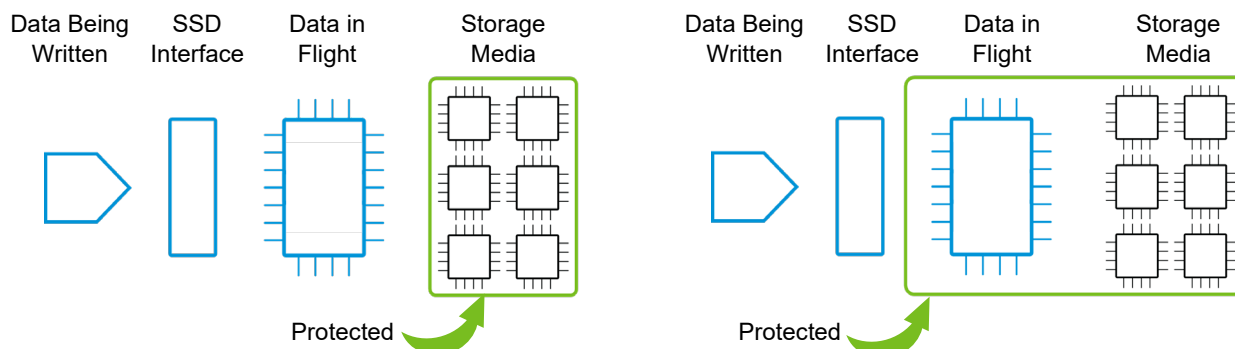 Data Being
Written
SSD
Interface
Data in
Flight
Storage
Media
Protected
Data Being
Written
SSD
Interface
Data in
Flight
Storage
Media
Protected